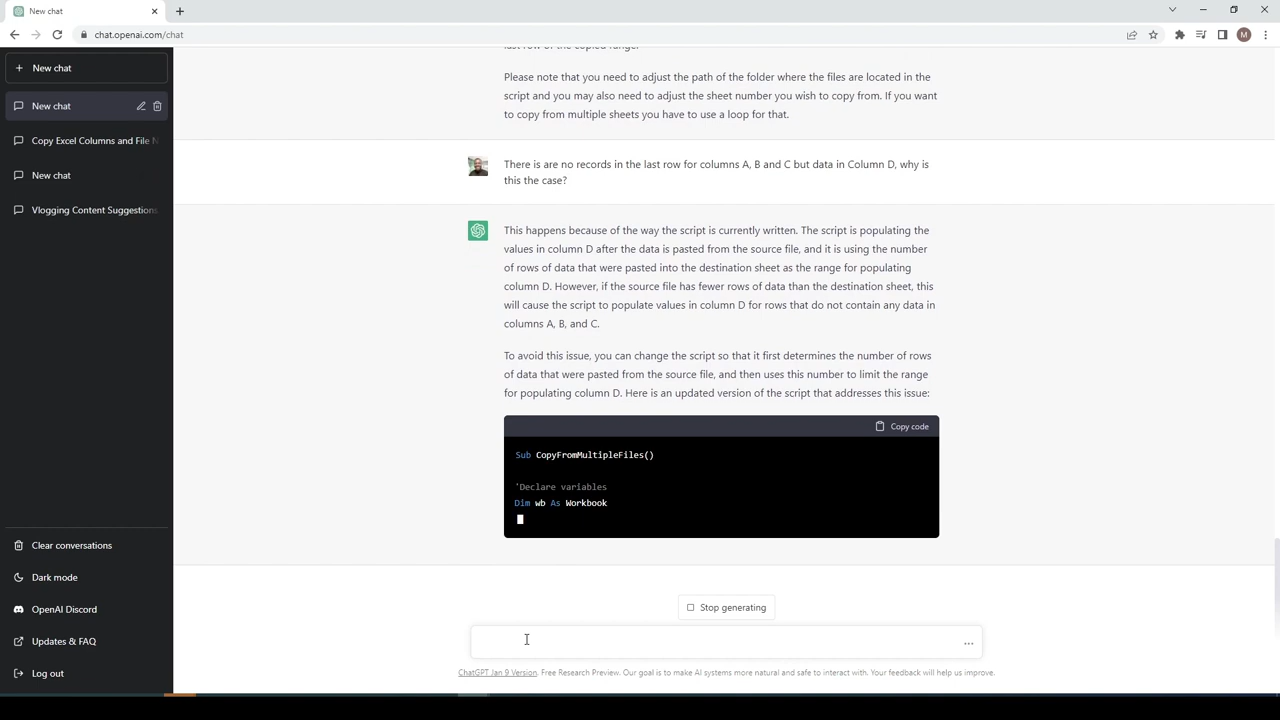 New chat
chat.openai.com/chat
M
New chat
New chat
Copy Excel Columns and File N
New chat
Vlogging Content Suggestions
Clear conversations
Dark mode
OpenAI Discord
Updates & FAQ
Log out
last row of the copied range.
Please note that you need to adjust the path of the folder where the files are located in the
script and you may also need to adjust the sheet number you wish to copy from. If you want
to copy from multiple sheets you have to use a loop for that.
There is are no records in the last row for columns A, B and C but data in Column D, why is
this the case?
This happens because of the way the script is currently written. The script is populating the
values in column D after the data is pasted from the source file, and it is using the number
of rows of data that were pasted into the destination sheet as the range for populating
column D. However, if the source file has fewer rows of data than the destination sheet, this
will cause the script to populate values in column D for rows that do not contain any data in
columns A, B, and C.
To avoid this issue, you can change the script so that it first determines the number of rows
of data that were pasted from the source file, and then uses this number to limit the range
for populating column D. Here is an updated version of the script that addresses this issue:
Copy code
Sub CopyFromMultipleFiles()
'Declare variables
Dim wb As Workbook
Stop generating
ChatGPT Jan 9 Version. Free Research Preview. Our goal is to make AI systems more natural and safe to interact with. Your feedback will help us improve.